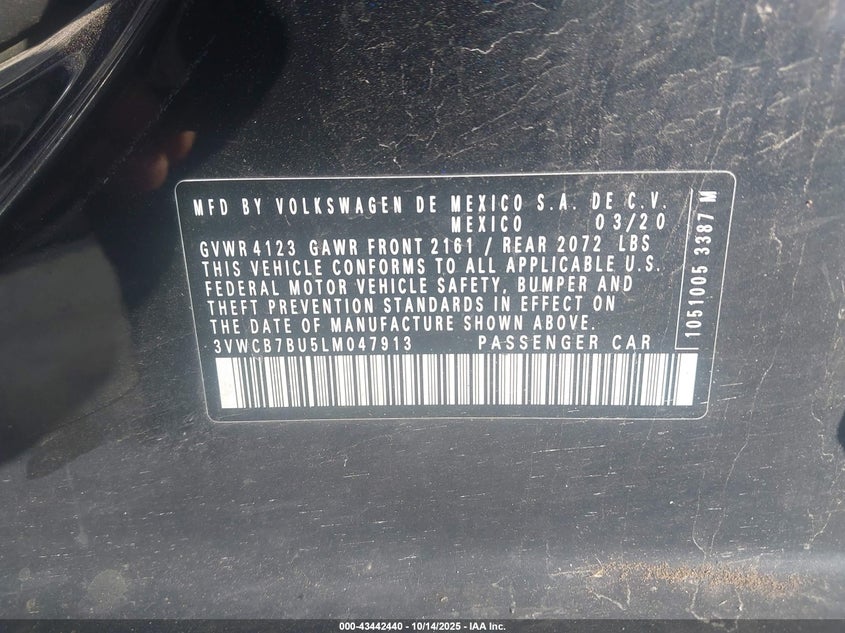 MFD BY VOLKSWAGEN DE MEXICO S.A. DE C.V.
MEXICO 03/20
GVWR 4123 GAWR FRONT 2161 / REAR 2072 LBS
THIS VEHICLE CONFORMS TO ALL APPLICABLE U.S.
FEDERAL MOTOR VEHICLE SAFETY, BUMPER AND
THEFT PREVENTION STANDARDS IN EFFECT ON
THE DATE OF MANUFACTURE SHOWN ABOVE.
3VWCB7BU5LM047913 PASSENGER CAR
1051005 3387 M
000-43442440 - 10/14/2025 - IAA Inc.